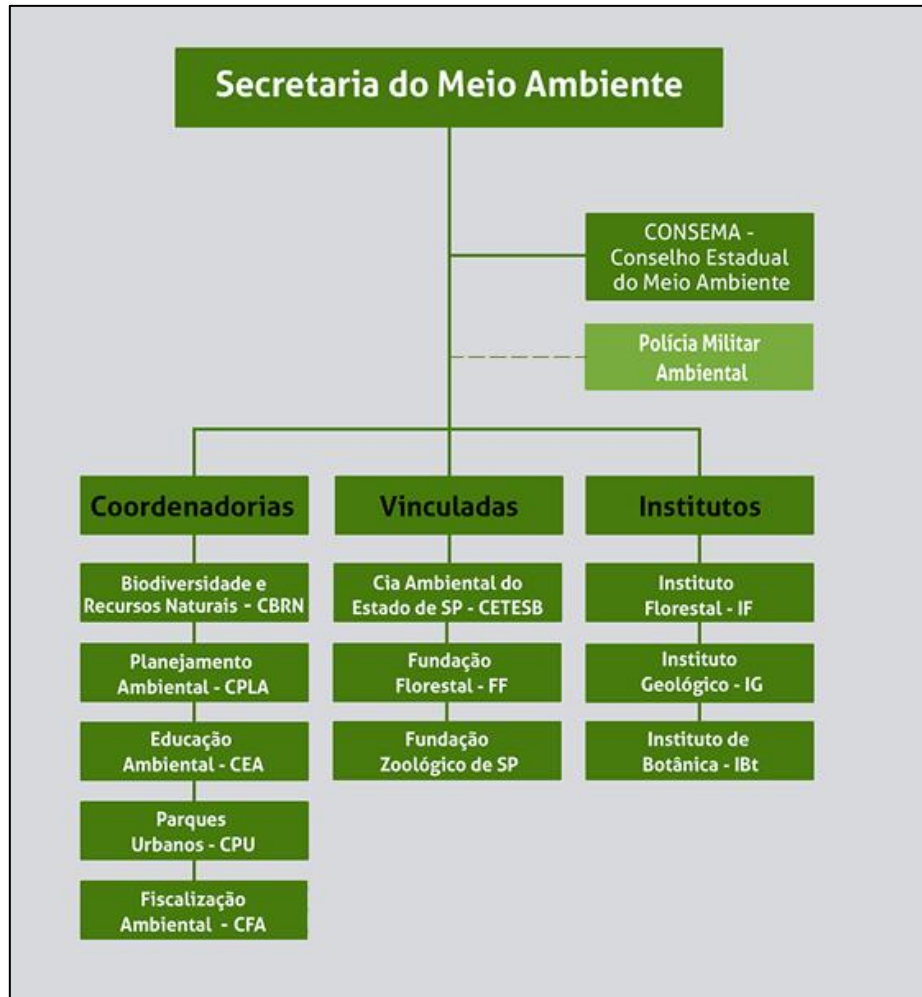 Secretaria do Meio Ambiente
CONSEMA -
Conselho Estadual
do Meio Ambiente
Polícia Militar
Ambiental
Coordenadorias
Biodiversidade e
Recursos Naturais - CBRN
Planejamento
Ambiental - CPLA
Educação
Ambiental - CEA
Parques
Urbanos - CPU
Fiscalização
Ambiental - CFA
Vinculadas
Cia Ambiental do
Estado de SP - CETESB
Fundação
Florestal - FF
Fundação
Zoológico de SP
Institutos
Instituto
Florestal - IF
Instituto
Geológico - IG
Instituto de
Botânica - IBt